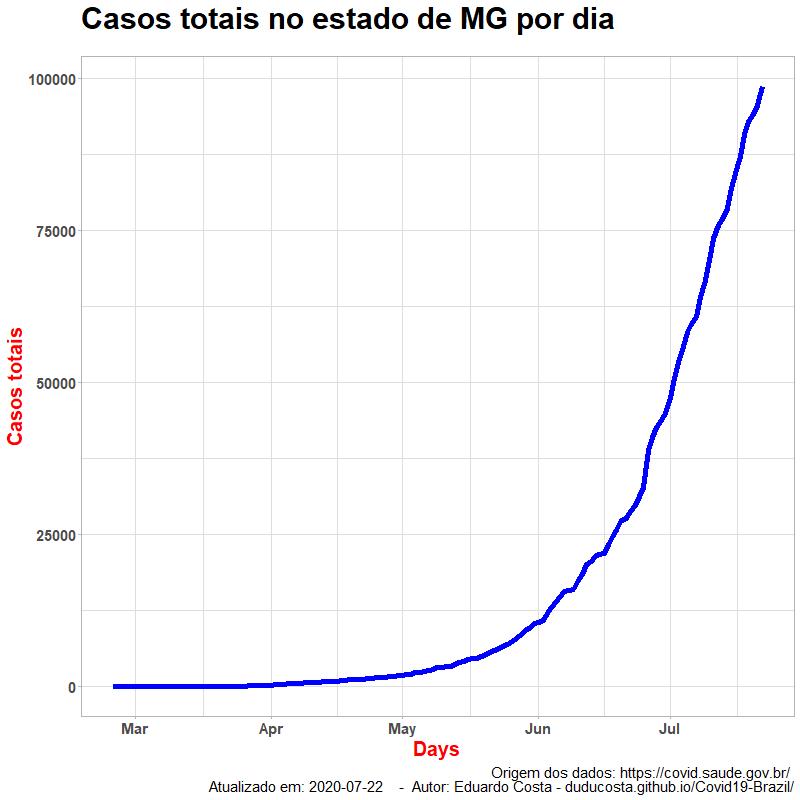 Casos totais no estado de MG por dia
100000
75000
50000
25000
0
Casos totais
Mar Apr May Jun Jul
Days
Origem dos dados: https://covid.saude.gov.br/
Atualizado em: 2020-07-22 - Autor: Eduardo Costa - duducosta.github.io/Covid19-Brazil/